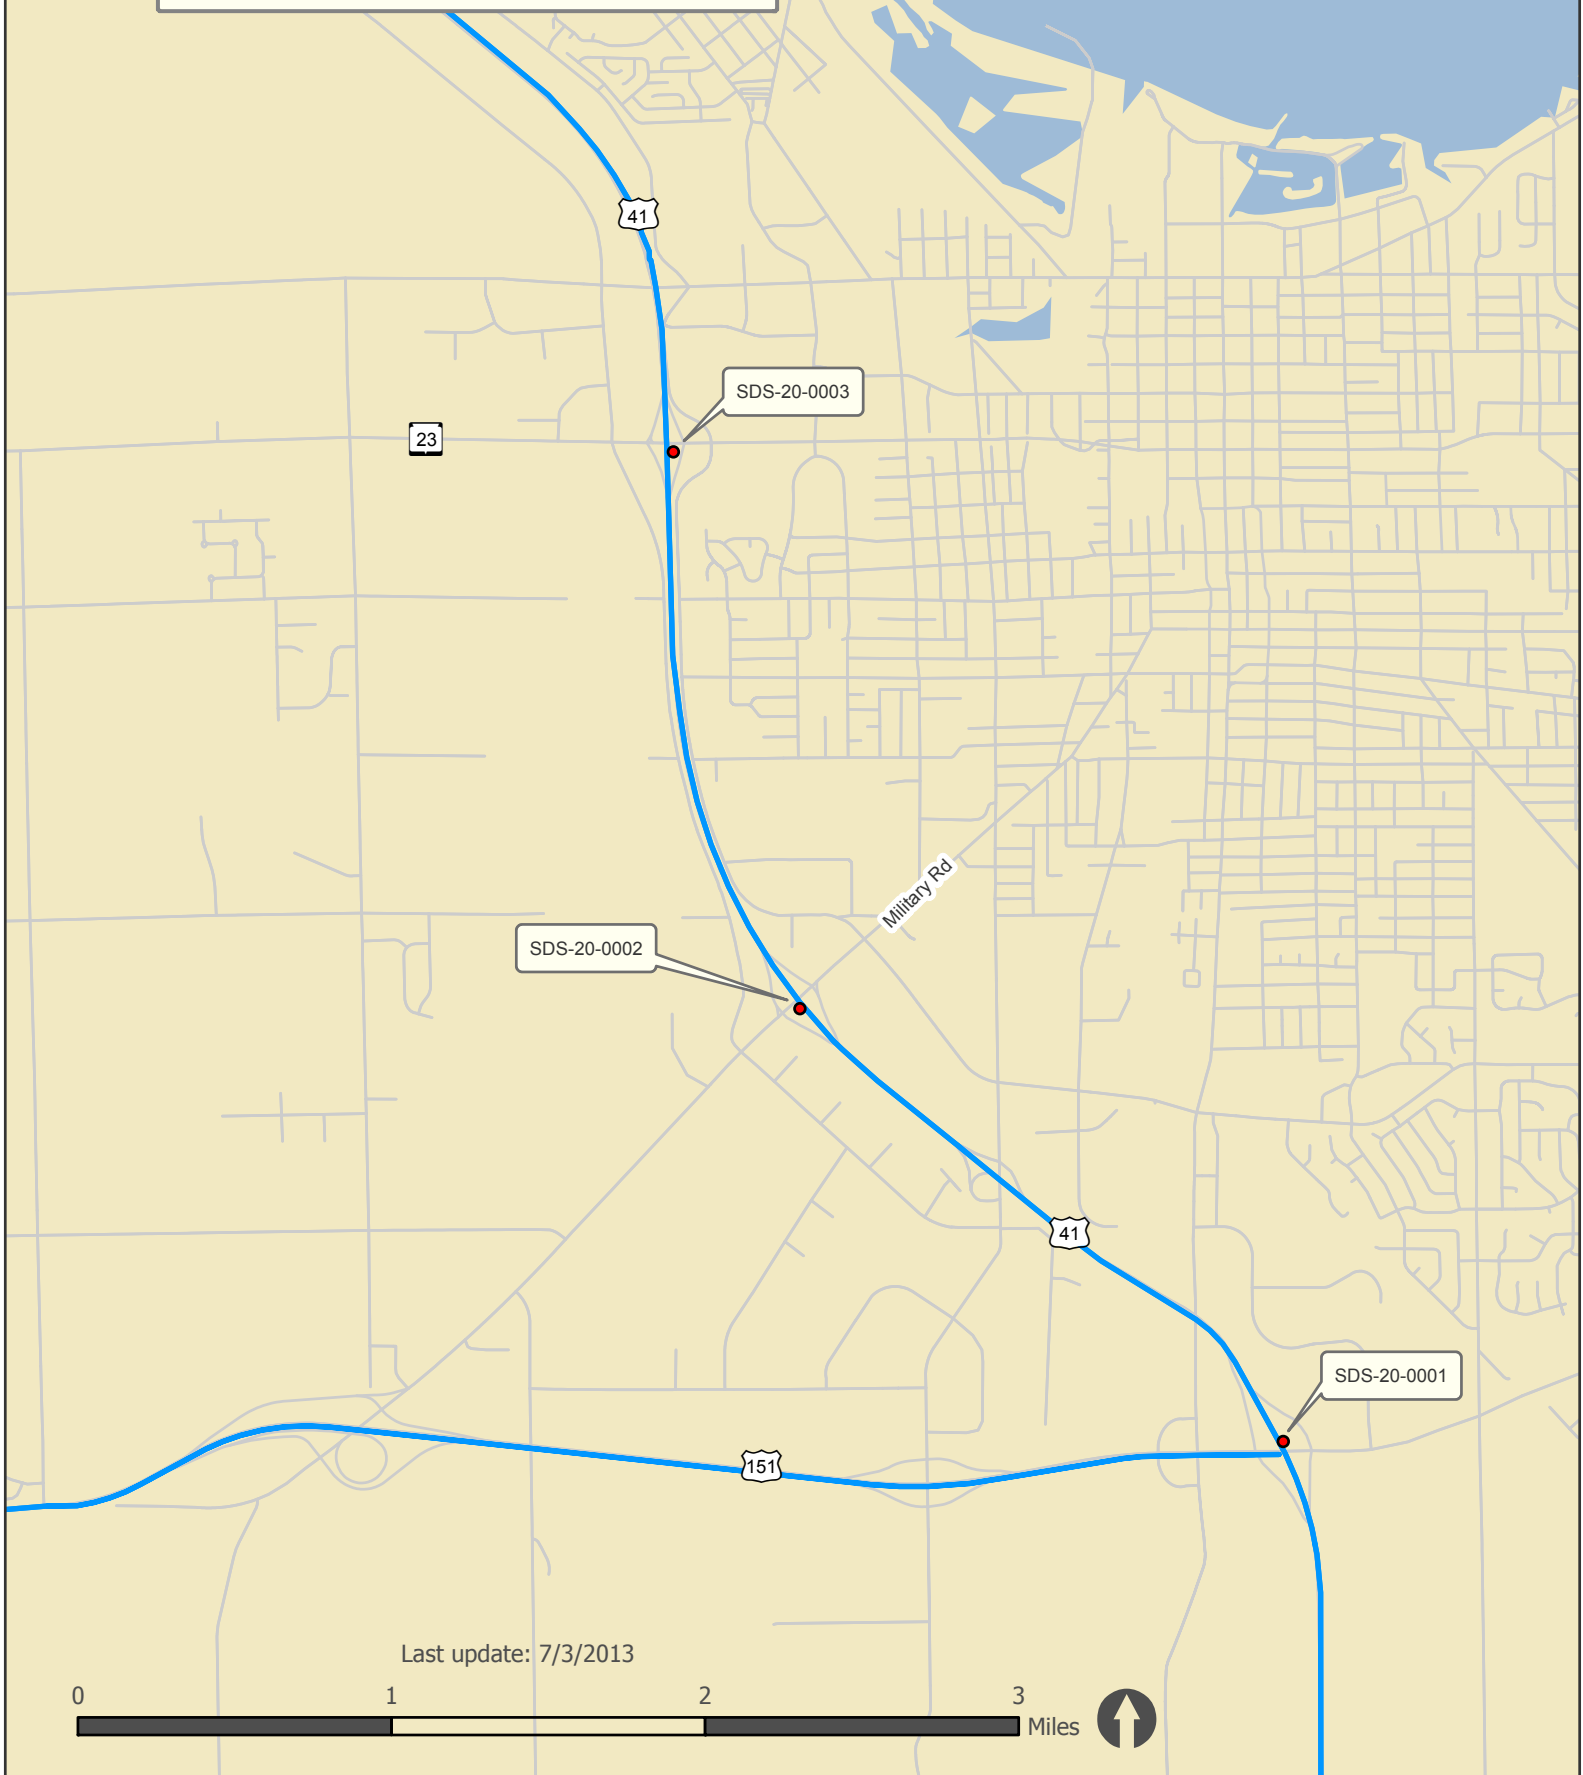 41
SDS-20-0003
23
Military Rd
SDS-20-0002
41
SDS-20-0001
151
Last update: 7/3/2013
0 1 2 3
Miles